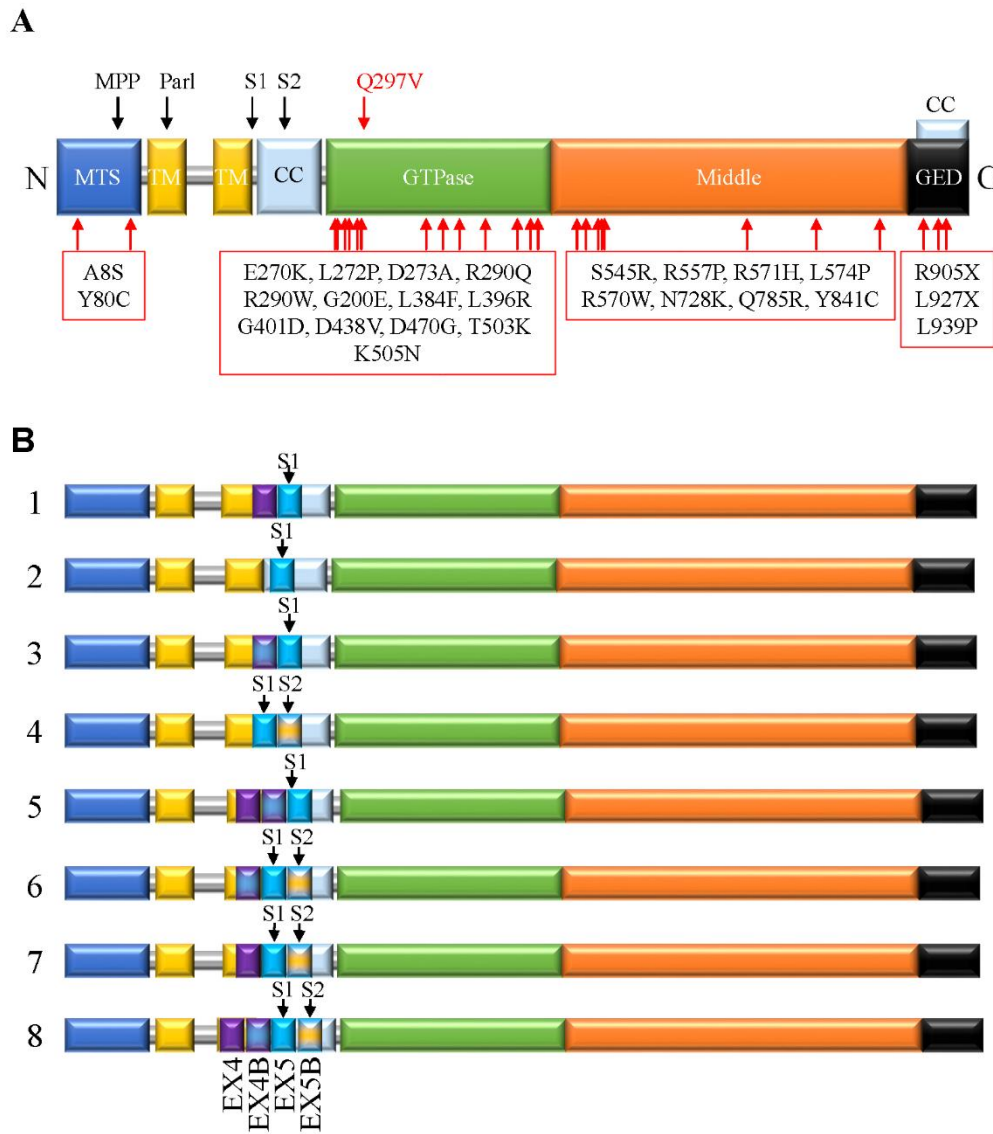 A
MPP Parl S1 S2 Q297V
CC
N MTS TM TM CC GTPase Middle GED C
A8S
Y80C
E270K, L272P, D273A, R290Q
R290W, G200E, L384F, L396R
G401D, D438V, D470G, T503K
K505N
S545R, R557P, R571H, L574P
R570W, N728K, Q785R, Y841C
R905X
L927X
L939P
B
S1
1
S1
2
S1
3
S1 S2
4
S1
5
S1 S2
6
S1 S2
7
S1 S2
8
EX4
EX4B
EX5
EX5B